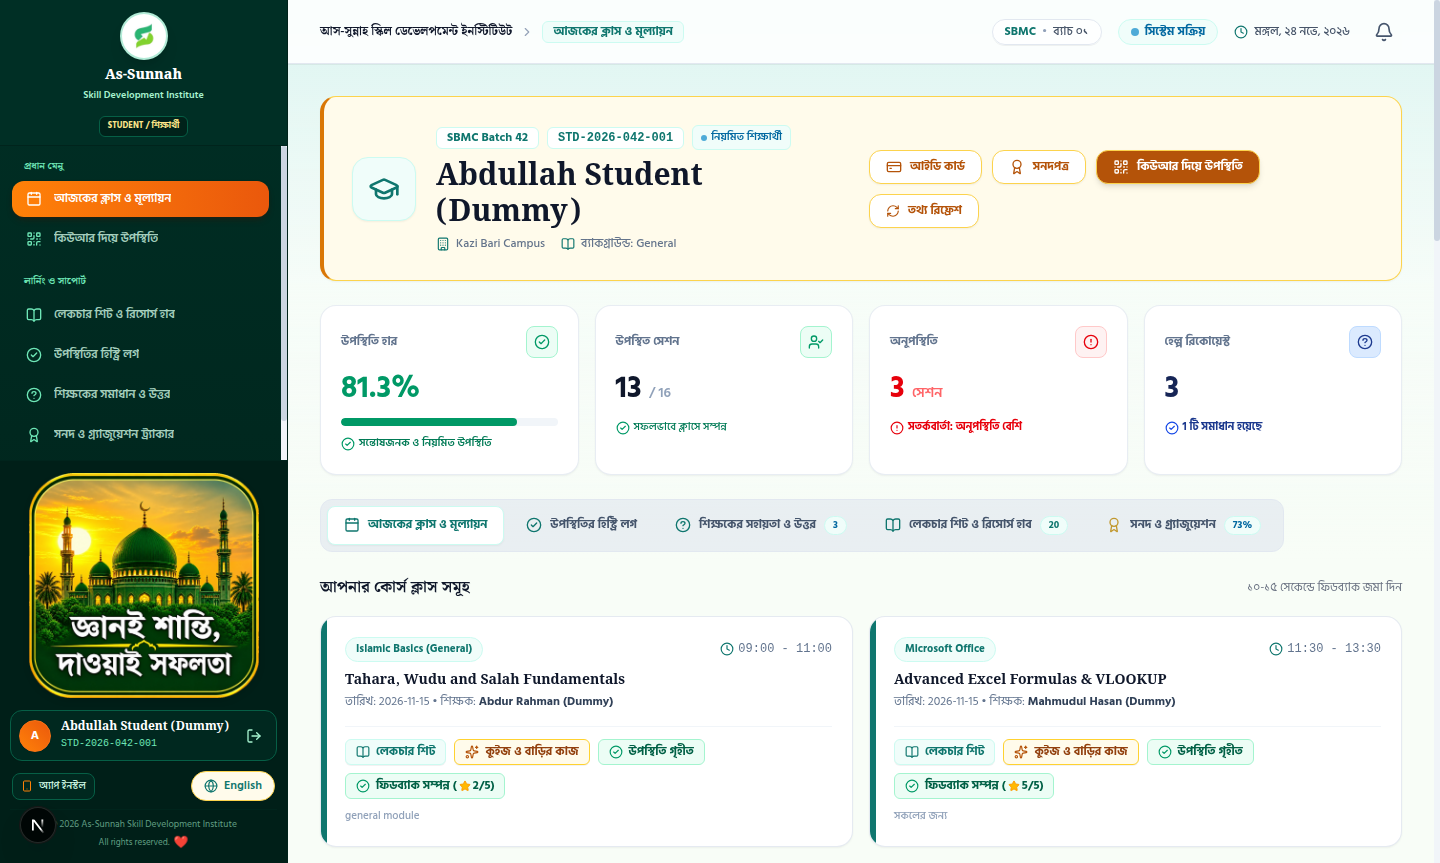 As-Sunnah
Skill Development Institute
STUDENT / শিক্ষার্থী
প্রধান মেনু
আজকের ক্লাস ও মূল্যায়ন
কিউআর দিয়ে উপস্থিতি
লার্নিং ও সাপোর্ট
লেকচার শিট ও রিসোর্স হাব
উপস্থিতির হিস্ট্রি লগ
শিক্ষকের সমাধান ও উত্তর
সনদ ও গ্র্যাজুয়েশন ট্র্যাকার
জ্ঞানই শান্তি,
দাওয়াই সফলতা
A
Abdullah Student (Dummy)
STD-2026-042-001
অ্যাপ ইনস্টল
English
N
2026 As-Sunnah Skill Development Institute
All rights reserved. ❤️
আস-সুন্নাহ স্কিল ডেভেলপমেন্ট ইনস্টিটিউট > আজকের ক্লাস ও মূল্যায়ন
SBMC • ব্যাচ ০১
সিস্টেম সক্রিয়
মঙ্গল, ২৪ নভে, ২০২৬
SBMC Batch 42
STD-2026-042-001
নিয়মিত শিক্ষার্থী
Abdullah Student
(Dummy)
Kazi Bari Campus
ব্যাকগ্রাউন্ড: General
আইডি কার্ড
সনদপত্র
কিউআর দিয়ে উপস্থিতি
তথ্য রিফ্রেশ
উপস্থিতি হার
81.3%
সন্তোষজনক ও নিয়মিত উপস্থিতি
উপস্থিত সেশন
13 / 16
সফলভাবে ক্লাসে সম্পন্ন
অনুপস্থিতি
3 সেশন
সতর্কবার্তা: অনুপস্থিতি বেশি
হেল্প রিকোয়েস্ট
3
1 টি সমাধান হয়েছে
আজকের ক্লাস ও মূল্যায়ন
উপস্থিতির হিস্ট্রি লগ
শিক্ষকের সহায়তা ও উত্তর 3
লেকচার শিট ও রিসোর্স হাব 20
সনদ ও গ্র্যাজুয়েশন 73%
আপনার কোর্স ক্লাস সমূহ
১০-১৫ সেকেন্ডে ফিডব্যাক জমা দিন
Islamic Basics (General)
09:00 - 11:00
Tahara, Wudu and Salah Fundamentals
তারিখ: 2026-11-15 • শিক্ষক: Abdur Rahman (Dummy)
লেকচার শিট
কুইজ ও বাড়ির কাজ
উপস্থিতি গৃহীত
ফিডব্যাক সম্পন্ন (⭐2/5)
general module
Microsoft Office
11:30 - 13:30
Advanced Excel Formulas & VLOOKUP
তারিখ: 2026-11-15 • শিক্ষক: Mahmudul Hasan (Dummy)
লেকচার শিট
কুইজ ও বাড়ির কাজ
উপস্থিতি গৃহীত
ফিডব্যাক সম্পন্ন (⭐5/5)
সকলের জন্য